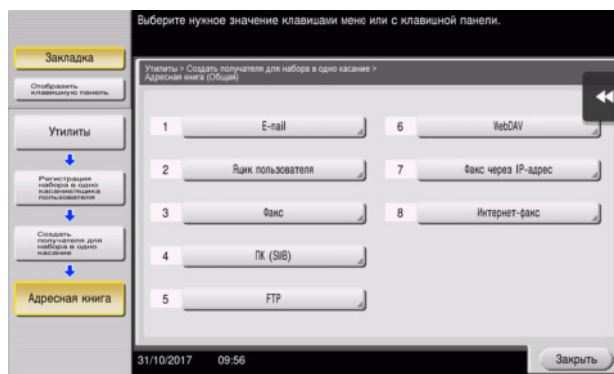 Выберите нужное значение клавишами меню или с клавишной панели.
Закладка
Отобразить
клавишную панель
Утилиты > Создать получателя для набора в одно касание >
Адресная книга (Общая)
Утилиты
Регистрация
набора в одно
касание/ящика
пользователя
Создать
получателя для
набора в одно
касание
Адресная книга
1 E-mail
2 Ящик пользователя
3 Факс
4 ПК (SMB)
5 FTP
6 WebDAV
7 Факс через IP-адрес
8 Интернет-факс
31/10/2017 09:56
Закрыть